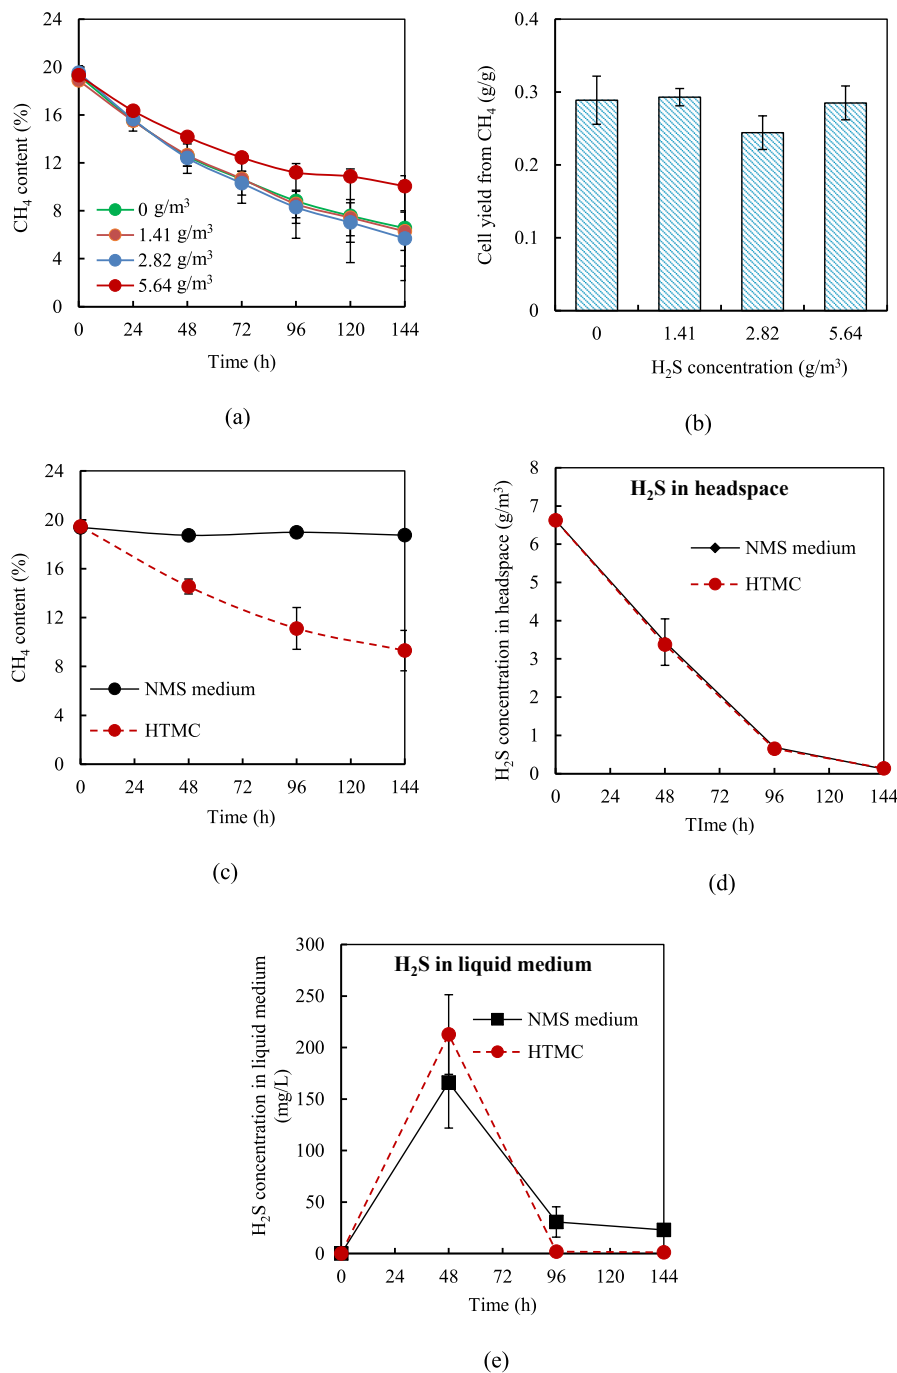 24
20
16
12
8
4
0
CH4 content (%)
0 g/m3
1.41 g/m3
2.82 g/m3
5.64 g/m3
0 24 48 72 96 120 144
Time (h)
(a)
0.4
0.3
0.2
0.1
0
Cell yield from CH4 (g/g)
0 1.41 2.82 5.64
H2S concentration (g/m3)
(b)
24
20
16
12
8
4
0
CH4 content (%)
NMS medium
HTMC
0 24 48 72 96 120 144
Time (h)
(c)
8
7
6
5
4
3
2
1
0
H2S concentration in headspace (g/m3)
H2S in headspace
NMS medium
HTMC
0 24 48 72 96 120 144
TIme (h)
(d)
300
250
200
150
100
50
0
H2S concentration in liquid medium
(mg/L)
H2S in liquid medium
NMS medium
HTMC
0 24 48 72 96 120 144
Time (h)
(e)